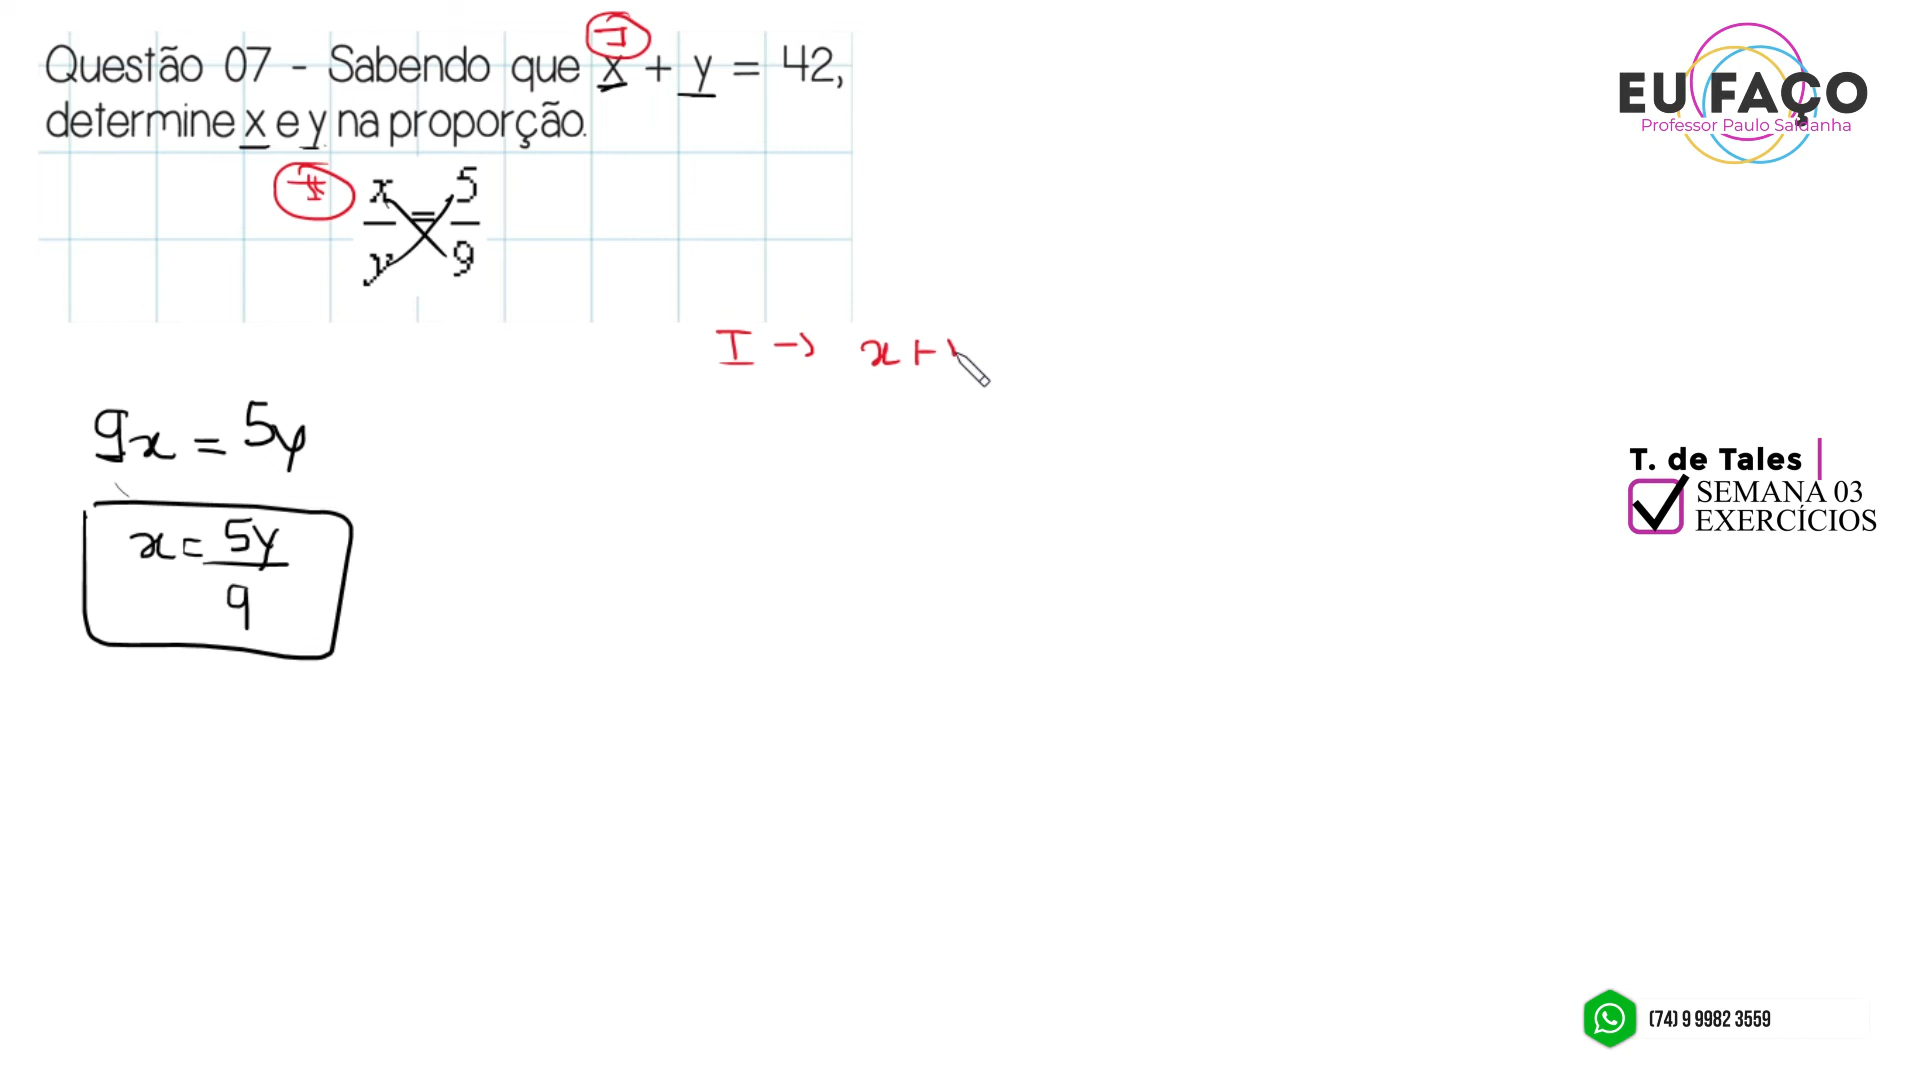 Questão 07 - Sabendo que x + y = 42,
determine x e y na proporção.
x/y = 5/9
I → x +
9x = 5y
x = 5y/9
EU FAÇO
Professor Paulo Saldanha
T. de Tales
SEMANA 03
EXERCÍCIOS
(74) 9 9982 3559